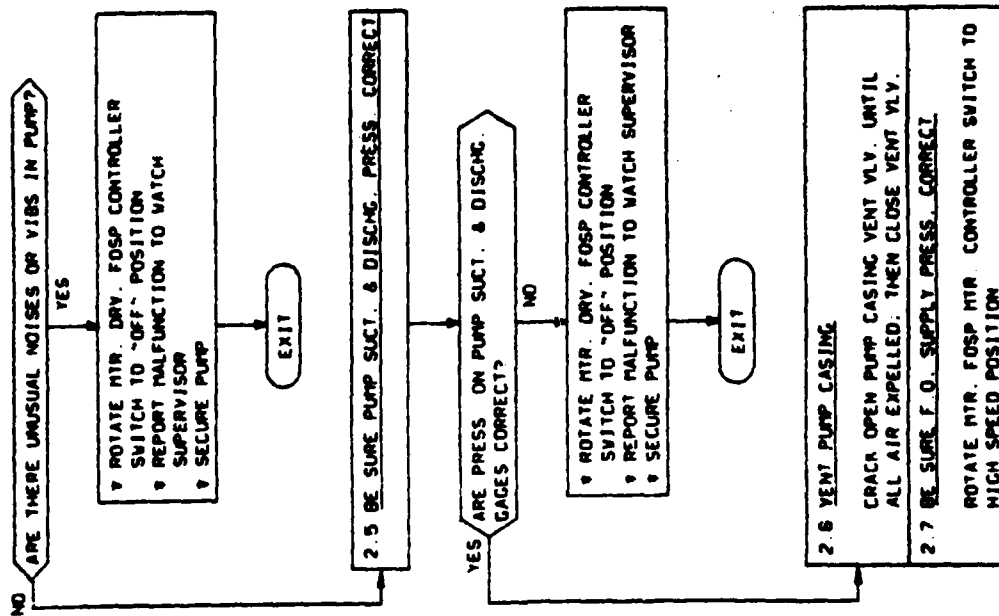 ARE THERE UNUSUAL NOISES OR VIBS IN PUMP?
NO
YES
▼ ROTATE MTR. DRV. FOSP CONTROLLER
SWITCH TO "OFF" POSITION
▼ REPORT MALFUNCTION TO WATCH
SUPERVISOR
▼ SECURE PUMP
EXIT
2.5 BE SURE PUMP SUCT. & DISCHG. PRESS. CORRECT
ARE PRESS ON PUMP SUCT. & DISCHG.
GAGES CORRECT?
YES
NO
▼ ROTATE MTR. DRV. FOSP CONTROLLER
SWITCH TO "OFF" POSITION
▼ REPORT MALFUNCTION TO WATCH SUPERVISOR
▼ SECURE PUMP
EXIT
2.6 VENT PUMP CASING
CRACK OPEN PUMP CASING VENT VLV. UNTIL
ALL AIR EXPELLED; THEN CLOSE VENT VLV.
2.7 BE SURE F.O. SUPPLY PRESS. CORRECT
ROTATE MTR. FOSP MTR. CONTROLLER SWITCH TO
HIGH SPEED POSITION